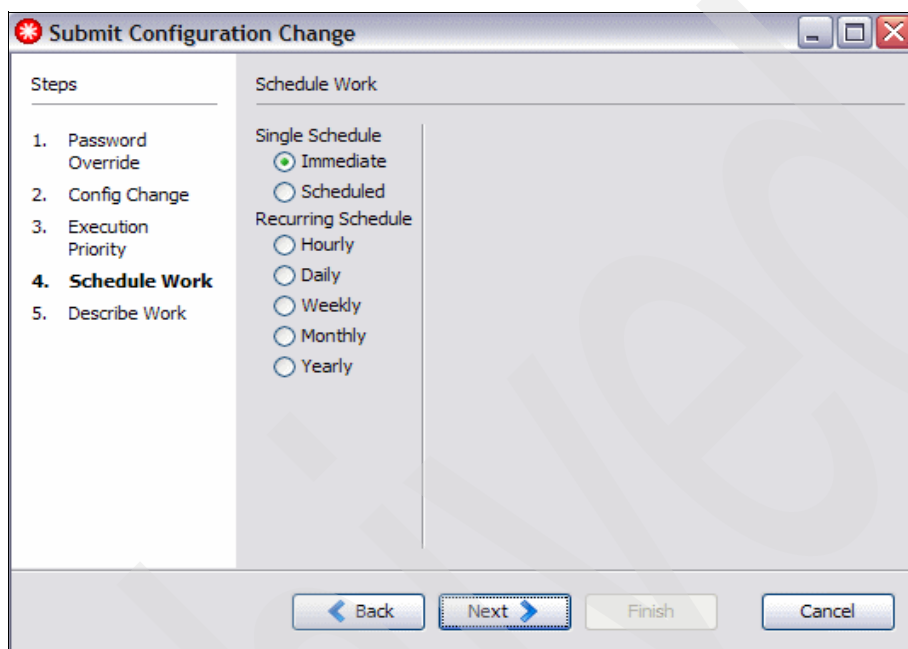 Submit Configuration Change
Steps
1. Password
Override
2. Config Change
3. Execution
Priority
4. Schedule Work
5. Describe Work
Schedule Work
Single Schedule
Immediate
Scheduled
Recurring Schedule
Hourly
Daily
Weekly
Monthly
Yearly
Back
Next
Finish
Cancel